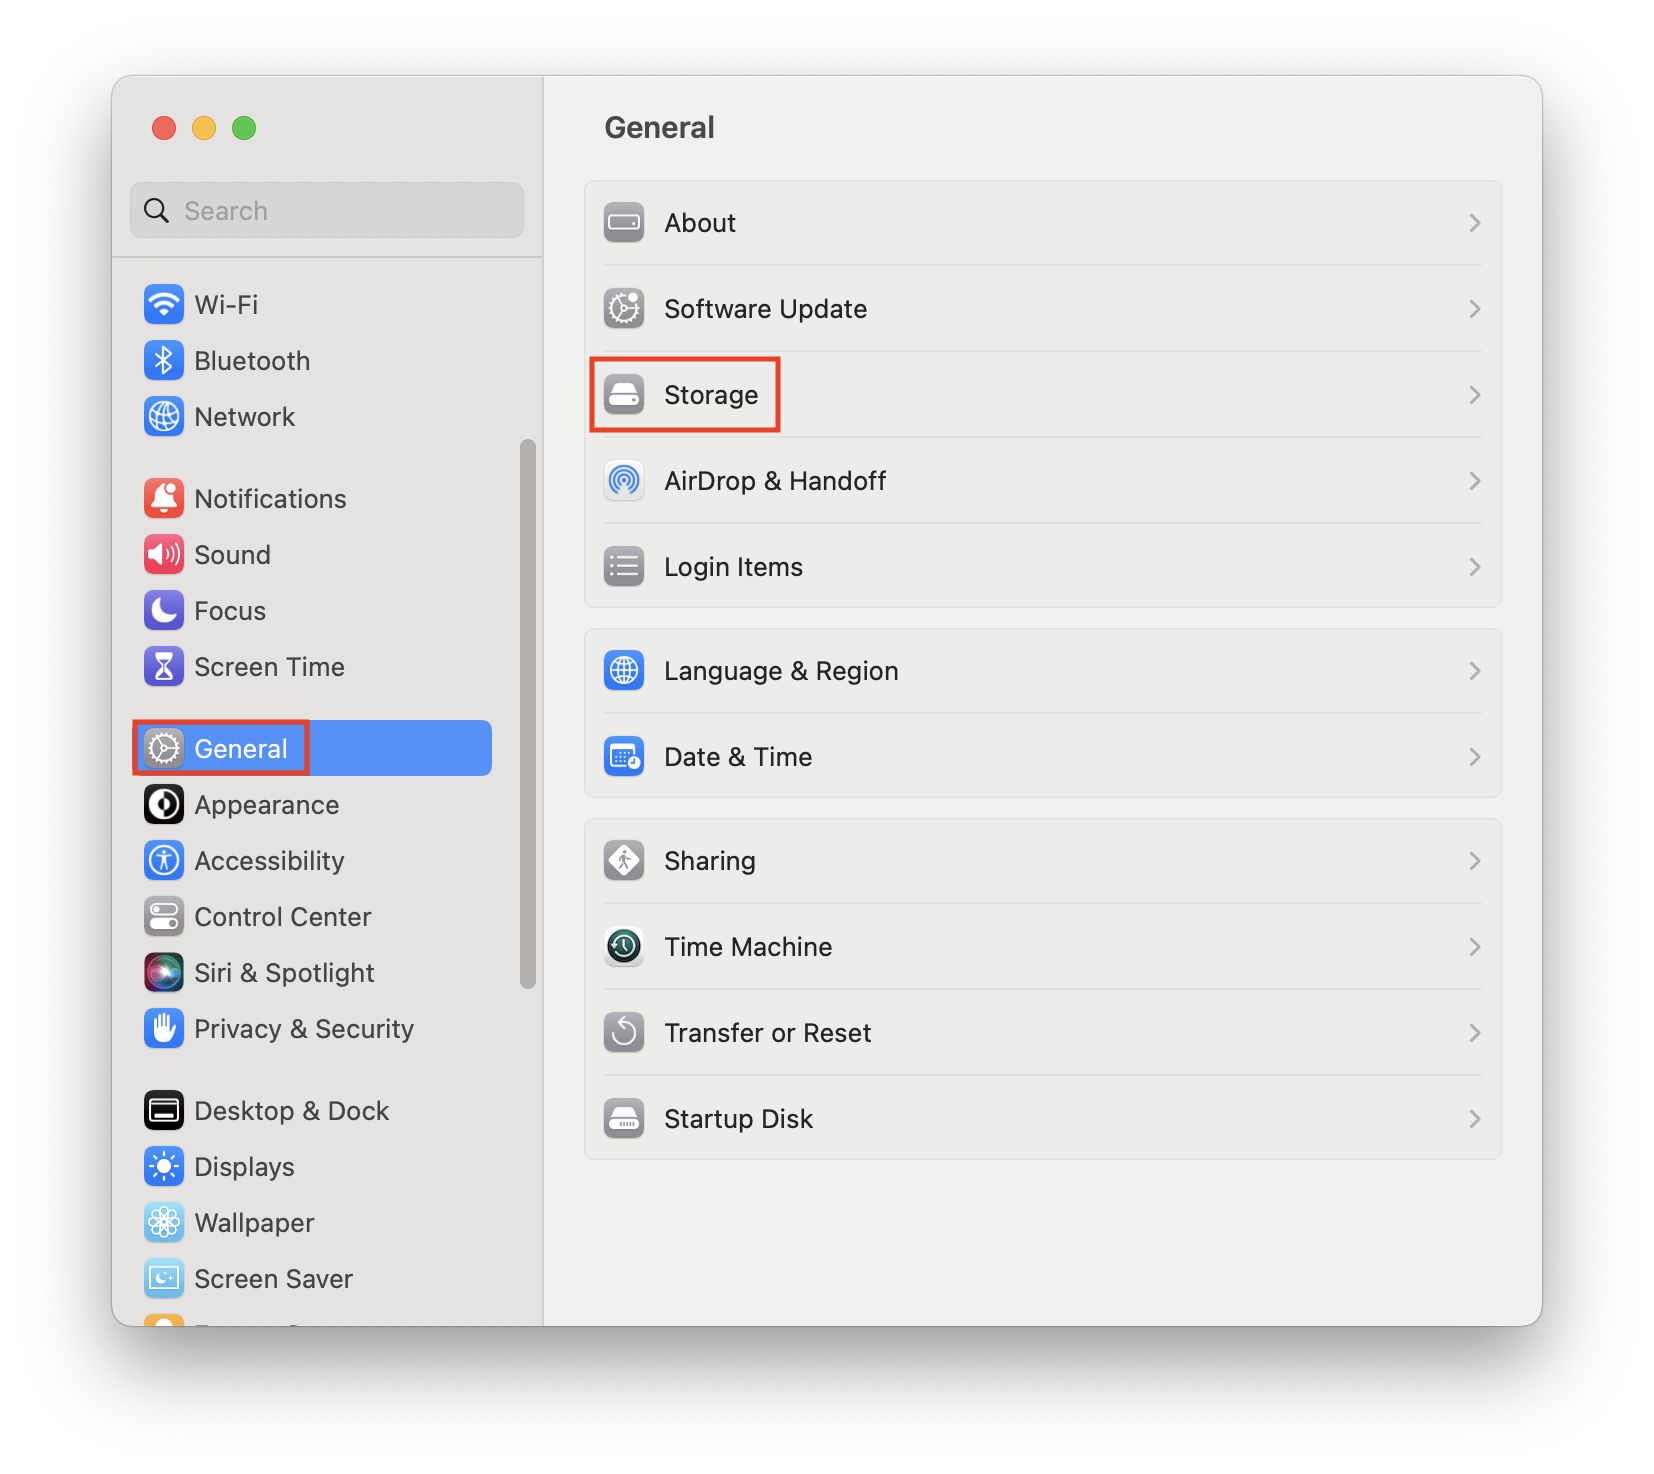 Search
Wi-Fi
Bluetooth
Network
Notifications
Sound
Focus
Screen Time
General
Appearance
Accessibility
Control Center
Siri & Spotlight
Privacy & Security
Desktop & Dock
Displays
Wallpaper
Screen Saver
General
About
Software Update
Storage
AirDrop & Handoff
Login Items
Language & Region
Date & Time
Sharing
Time Machine
Transfer or Reset
Startup Disk